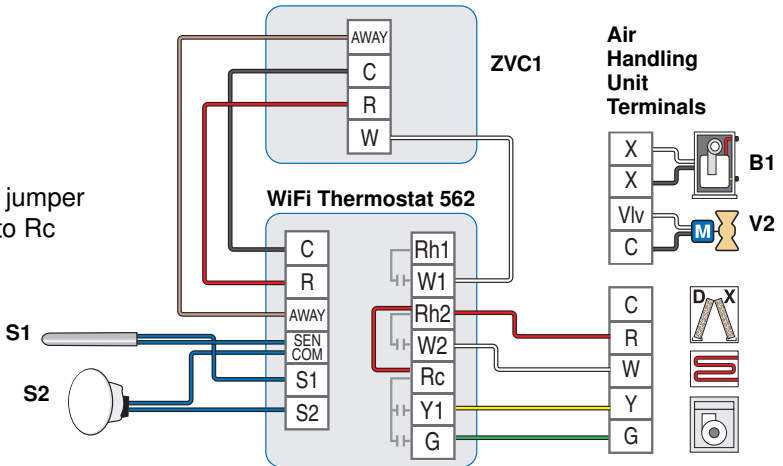 AWAY
C
R
W
ZVC1
Air
Handling
Unit
Terminals
X
X
Vlv
C
B1
M
V2
jumper
to Rc
WiFi Thermostat 562
C
R
AWAY
SEN
COM
S1
S2
Rh1
W1
Rh2
W2
Rc
Y1
G
S1
S2
C
R
W
Y
G
D X